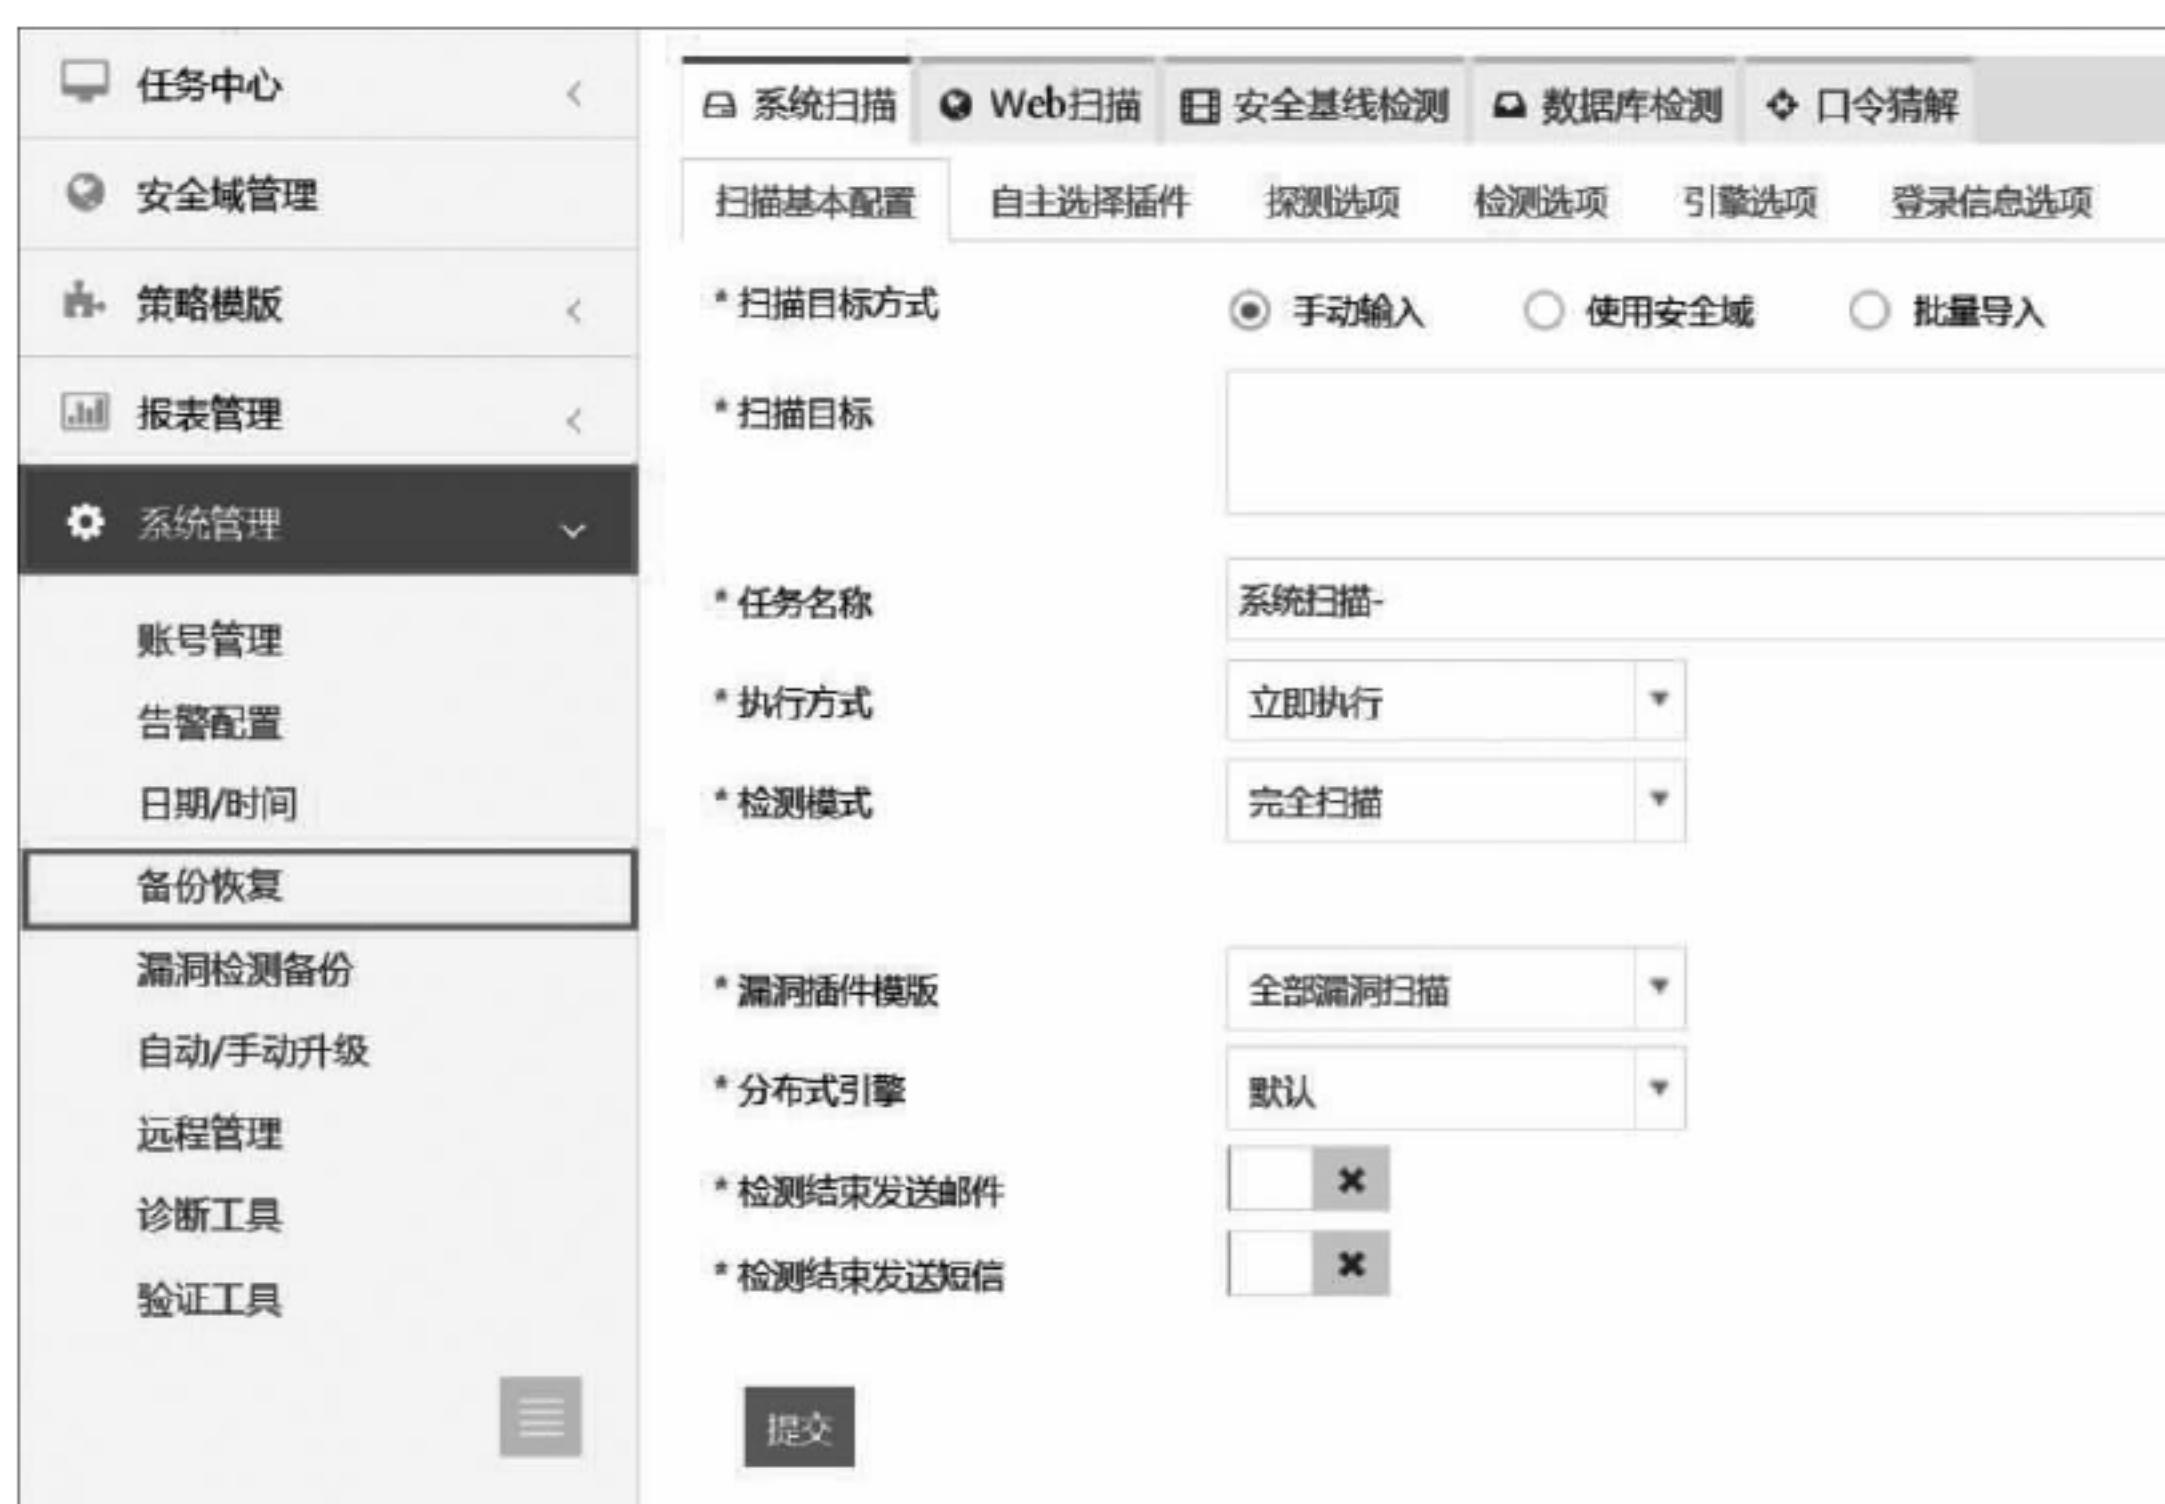 任务中心
安全域管理
策略模版
报表管理
系统管理
账号管理
告警配置
日期/时间
备份恢复
漏洞检测备份
自动/手动升级
远程管理
诊断工具
验证工具
系统扫描 Web扫描 安全基线检测 数据库检测 口令猜解
扫描基本配置 自主选择插件 探测选项 检测选项 引擎选项 登录信息选项
* 扫描目标方式 手动输入 使用安全域 批量导入
* 扫描目标
* 任务名称 系统扫描-
* 执行方式 立即执行
* 检测模式 完全扫描
* 漏洞插件模版 全部漏洞扫描
* 分布式引擎 默认
* 检测结束发送邮件
* 检测结束发送短信
提交